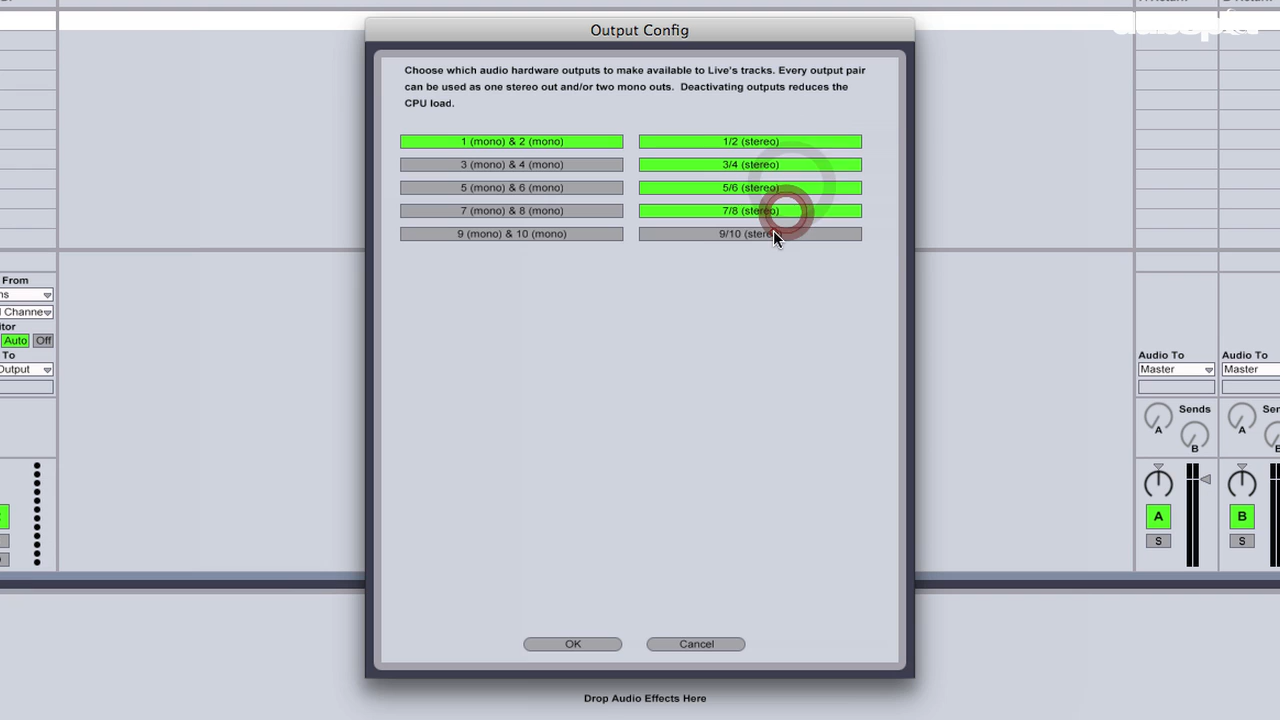 Output Config
Choose which audio hardware outputs to make available to Live's tracks. Every output pair
can be used as one stereo out and/or two mono outs. Deactivating outputs reduces the
CPU load.
1 (mono) & 2 (mono) 1/2 (stereo)
3 (mono) & 4 (mono) 3/4 (stereo)
5 (mono) & 6 (mono) 5/6 (stereo)
7 (mono) & 8 (mono) 7/8 (stereo)
9 (mono) & 10 (mono) 9/10
From
Auto Off
To
Audio To Audio To
Master Master
Sends
A A
B
A B
S S
OK Cancel
Drop Audio Effects Here